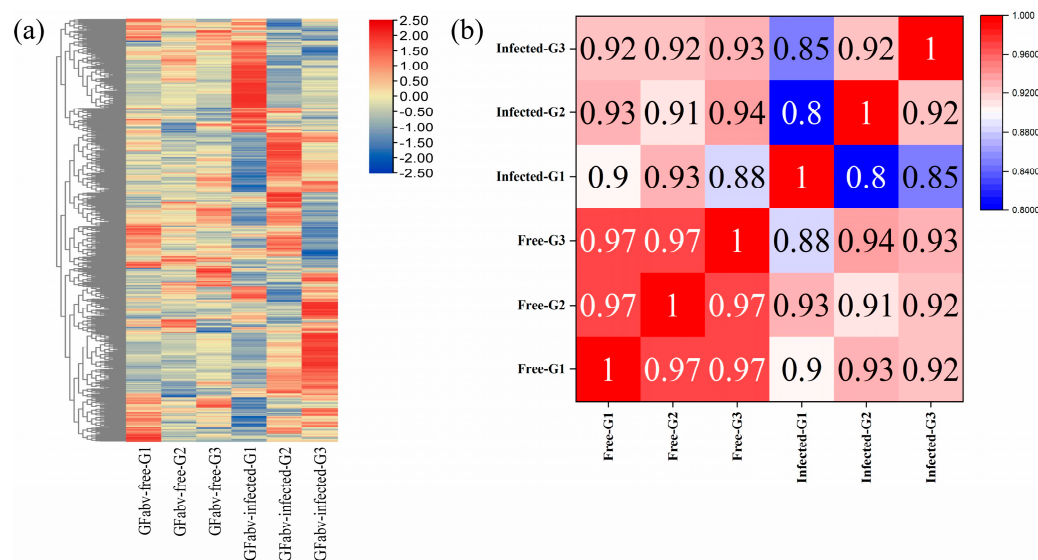 (a)
2.50
2.00
1.50
1.00
0.50
0.00
-0.50
-1.00
-1.50
-2.00
-2.50
GFabv-free-G1
GFabv-free-G2
GFabv-free-G3
GFabv-infected-G1
GFabv-infected-G2
GFabv-infected-G3
(b)
Infected-G3 0.92 0.92 0.93 0.85 0.92 1
Infected-G2 0.93 0.91 0.94 0.8 1 0.92
Infected-G1 0.9 0.93 0.88 1 0.8 0.85
Free-G3 0.97 0.97 1 0.88 0.94 0.93
Free-G2 0.97 1 0.97 0.93 0.91 0.92
Free-G1 1 0.97 0.97 0.9 0.93 0.92
Free-G1
Free-G2
Free-G3
Infected-G1
Infected-G2
Infected-G3
1.000
0.9600
0.9200
0.8800
0.8400
0.8000